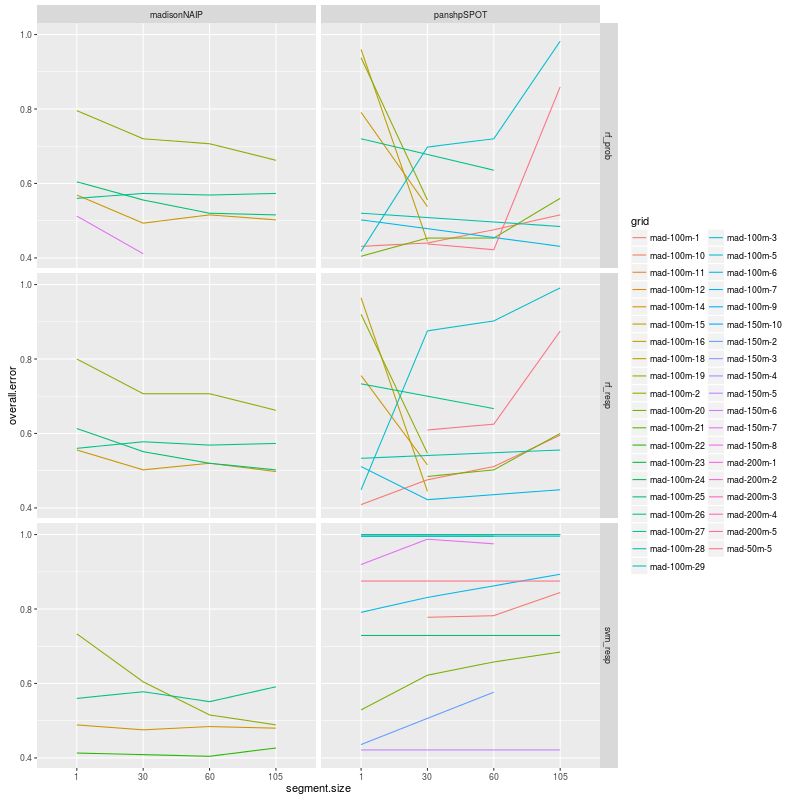 madisonNAIP panshpSPOT
1.0
0.8
0.6
0.4
rf_prob
1.0
0.8
0.6
0.4
rf_resp
1.0
0.8
0.6
0.4
svm_resp
overall.error
1 30 60 105 1 30 60 105
segment.size
grid
mad-100m-1 mad-100m-3
mad-100m-10 mad-100m-5
mad-100m-11 mad-100m-6
mad-100m-12 mad-100m-7
mad-100m-14 mad-100m-9
mad-100m-15 mad-150m-10
mad-100m-16 mad-150m-2
mad-100m-18 mad-150m-3
mad-100m-19 mad-150m-4
mad-100m-2 mad-150m-5
mad-100m-20 mad-150m-6
mad-100m-21 mad-150m-7
mad-100m-22 mad-150m-8
mad-100m-23 mad-200m-1
mad-100m-24 mad-200m-2
mad-100m-25 mad-200m-3
mad-100m-26 mad-200m-4
mad-100m-27 mad-200m-5
mad-100m-28 mad-50m-5
mad-100m-29